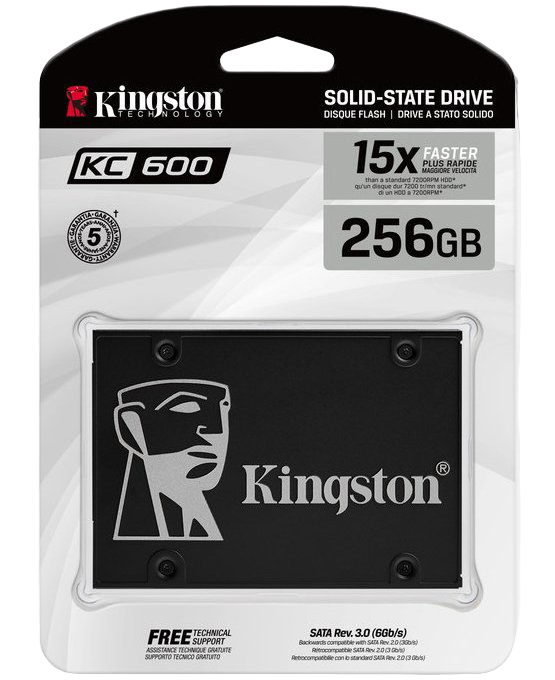 Kingston
TECHNOLOGY
SOLID-STATE DRIVE
DISQUE FLASH | DRIVE A STATO SOLIDO
KC 600
15X FASTER
PLUS RAPIDE
MAGGIORE VELOCITÀ
than a standard 7200RPM HDD*
qu'un disque dur 7200 tr/mn standard*
di un HDD a 7200RPM*
5†
256GB
Kingston®
FREE TECHNICAL
SUPPORT
ASSISTANCE TECHNIQUE GRATUITE
SUPPORTO TECNICO GRATUITO
SATA Rev. 3.0 (6Gb/s)
Backwards compatible with SATA Rev. 2.0 (3Gb/s)
Rétrocompatible SATA Rev. 2.0 (3 Gb/s)
Retrocompatibile con lo standard SATA Rev. 2.0 (3 Gb/s)